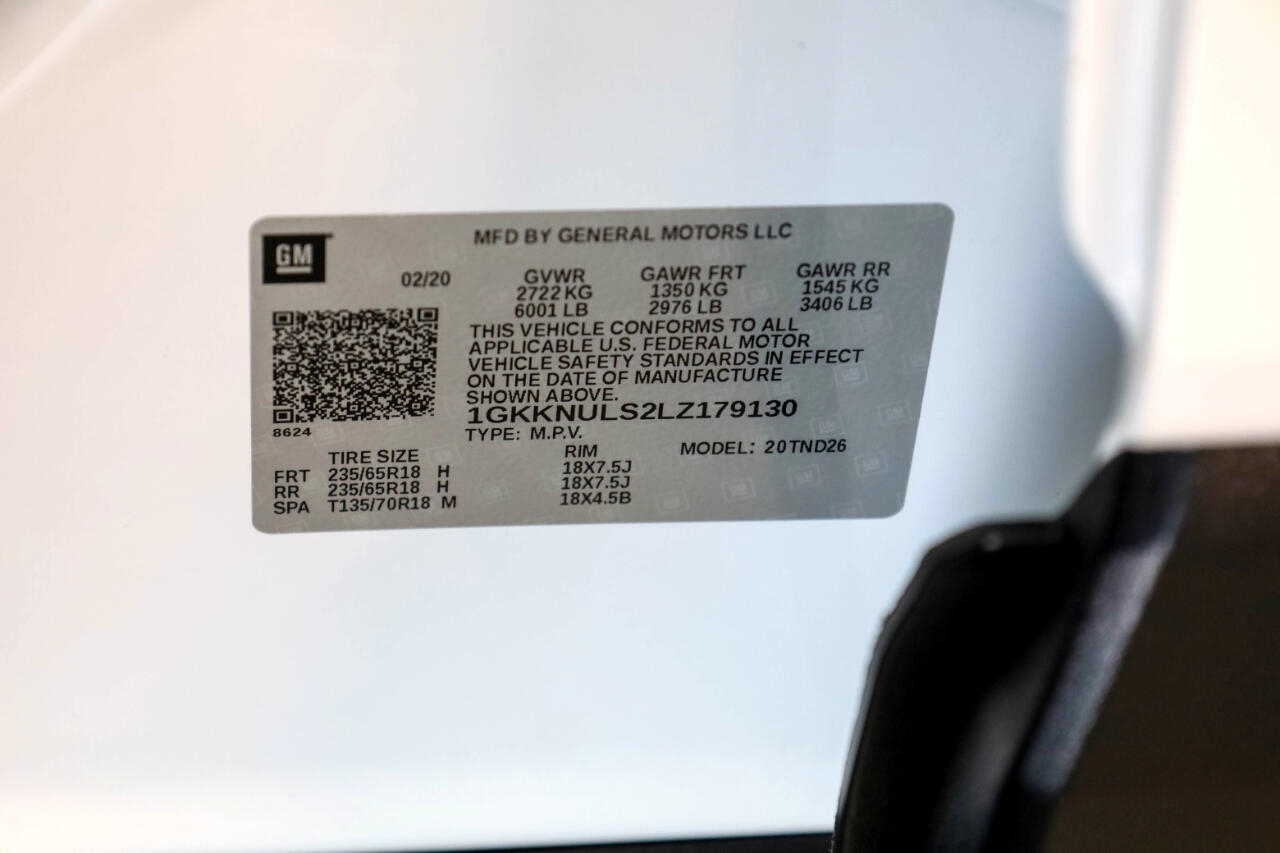 GM
MFD BY GENERAL MOTORS LLC
02/20
GVWR GAWR FRT GAWR RR
2722 KG 1350 KG 1545 KG
6001 LB 2976 LB 3406 LB
THIS VEHICLE CONFORMS TO ALL
APPLICABLE U.S. FEDERAL MOTOR
VEHICLE SAFETY STANDARDS IN EFFECT
ON THE DATE OF MANUFACTURE
SHOWN ABOVE.
1GKKNULS2LZ179130
8624
TYPE: M.P.V.
TIRE SIZE RIM MODEL: 20TND26
FRT 235/65R18 H 18X7.5J
RR 235/65R18 H 18X7.5J
SPA T135/70R18 M 18X4.5B